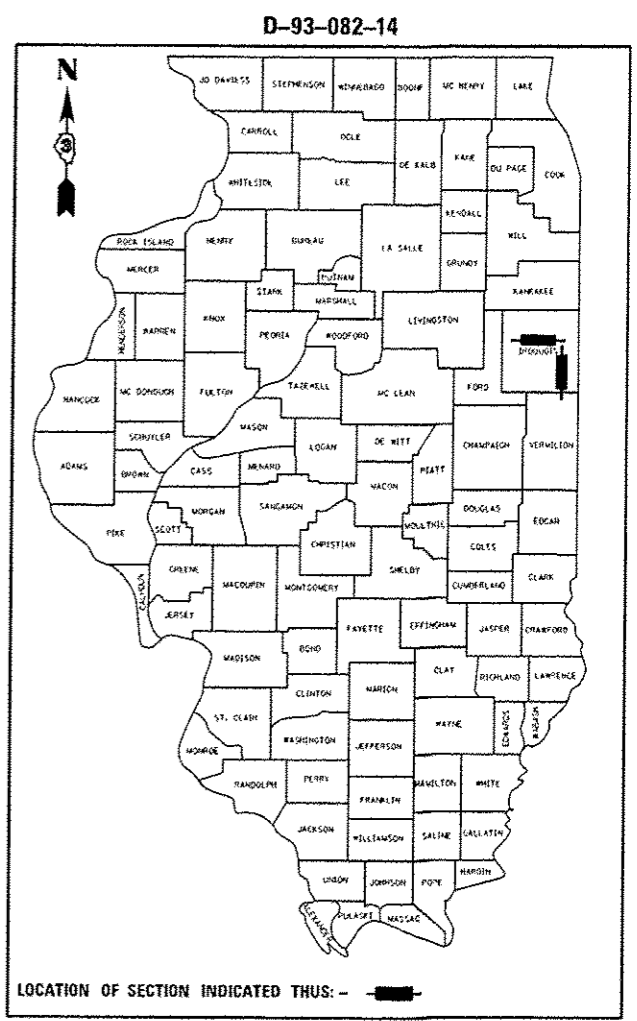 D-93-082-14
N
3
JO DAVIESS STEPHENSON WINNEBAGO BOONE MC HENRY LAKE
CARROLL OGLE DE KALB KANE DU PAGE COOK
WHITESIDE LEE
KENDALL WILL
ROCK ISLAND HENRY BUREAU LA SALLE
MERCER PUTNAM GRUNDY
STARK MARSHALL KANKAKEE
HENDERSON WARREN KNOX PEORIA WOODFORD LIVINGSTON
IROQUOIS
HANCOCK MC DONOUGH FULTON TAZEWELL MC LEAN FORD
MASON
SCHUYLER LOGAN DE WITT CHAMPAIGN VERMILION
ADAMS BROWN CASS MENARD MACON PIATT
PIKE SCOTT MORGAN SANGAMON MOULTRIE DOUGLAS EDGAR
CHRISTIAN COLES
CALHOUN GREENE MACOUPIN MONTGOMERY SHELBY CUMBERLAND CLARK
JERSEY
FAYETTE EFFINGHAM JASPER CRAWFORD
MADISON BOND
CLAY RICHLAND LAWRENCE
CLINTON MARION
ST. CLAIR WAYNE EDWARDS WABASH
MONROE WASHINGTON JEFFERSON
RANDOLPH PERRY HAMILTON WHITE
FRANKLIN
JACKSON WILLIAMSON SALINE GALLATIN
UNION JOHNSON POPE HARDIN
ALEXANDER PULASKI MASSAC
LOCATION OF SECTION INDICATED THUS: -